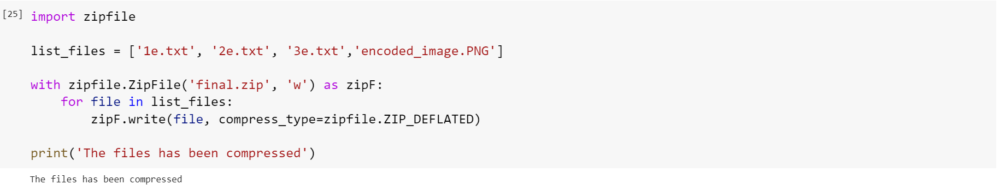 [25] import zipfile
list_files = ['1e.txt', '2e.txt', '3e.txt','encoded_image.PNG']
with zipfile.ZipFile('final.zip', 'w') as zipF:
    for file in list_files:
        zipF.write(file, compress_type=zipfile.ZIP_DEFLATED)
print('The files has been compressed')
The files has been compressed